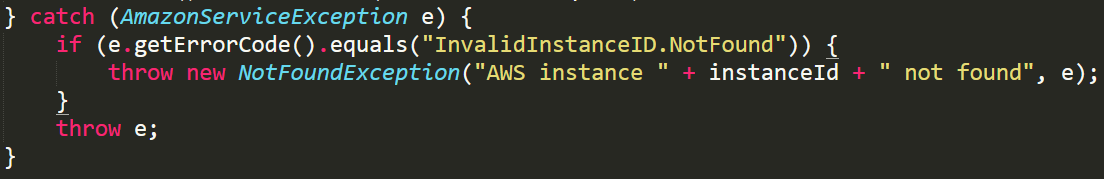 } catch (AmazonServiceException e) {
    if (e.getErrorCode().equals("InvalidInstanceID.NotFound")) {
        throw new NotFoundException("AWS instance " + instanceId + " not found", e);
    }
    throw e;
}